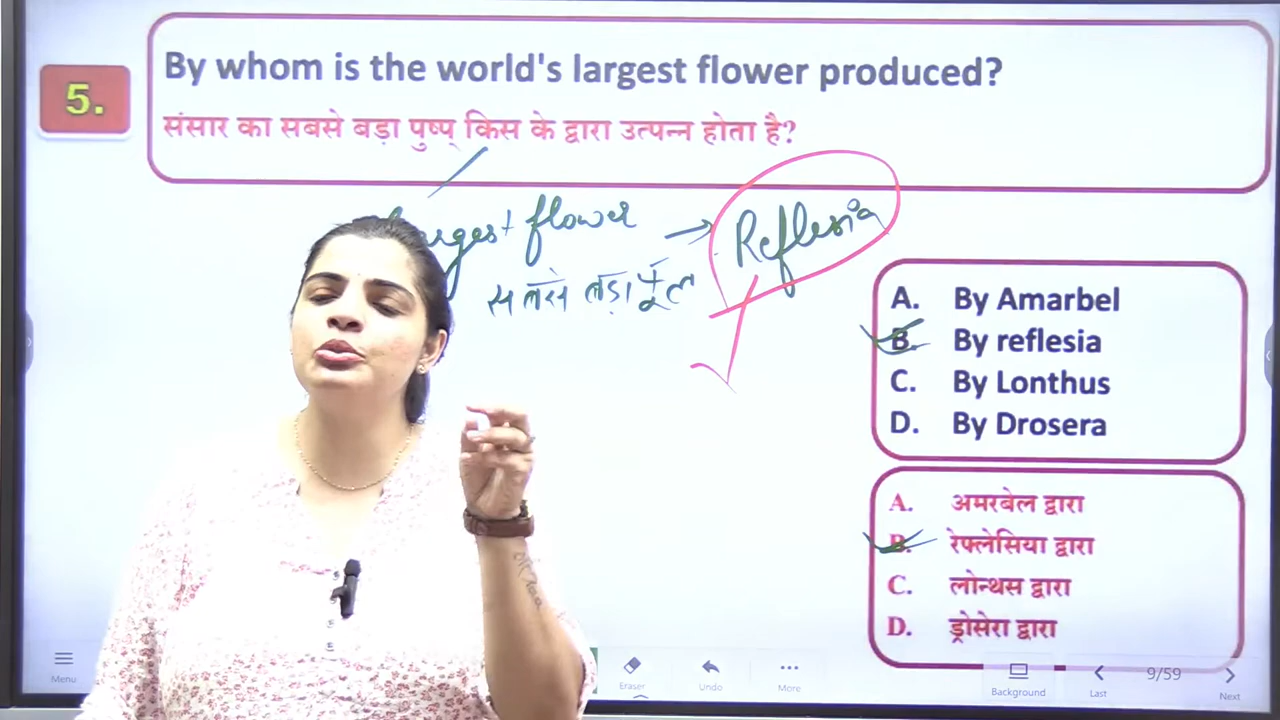 5.
By whom is the world's largest flower produced?
संसार का सबसे बड़ा पुष्प् किस के द्वारा उत्पन्न होता है?
largest flower → Reflesia
सबसे बड़ा फूल
A. By Amarbel
B. By reflesia
C. By Lonthus
D. By Drosera
A. अमरबेल द्वारा
B. रेफ्लेसिया द्वारा
C. लोन्थस द्वारा
D. ड्रोसेरा द्वारा
Menu
Eraser
Undo
More
Background
Last
9/59
Next